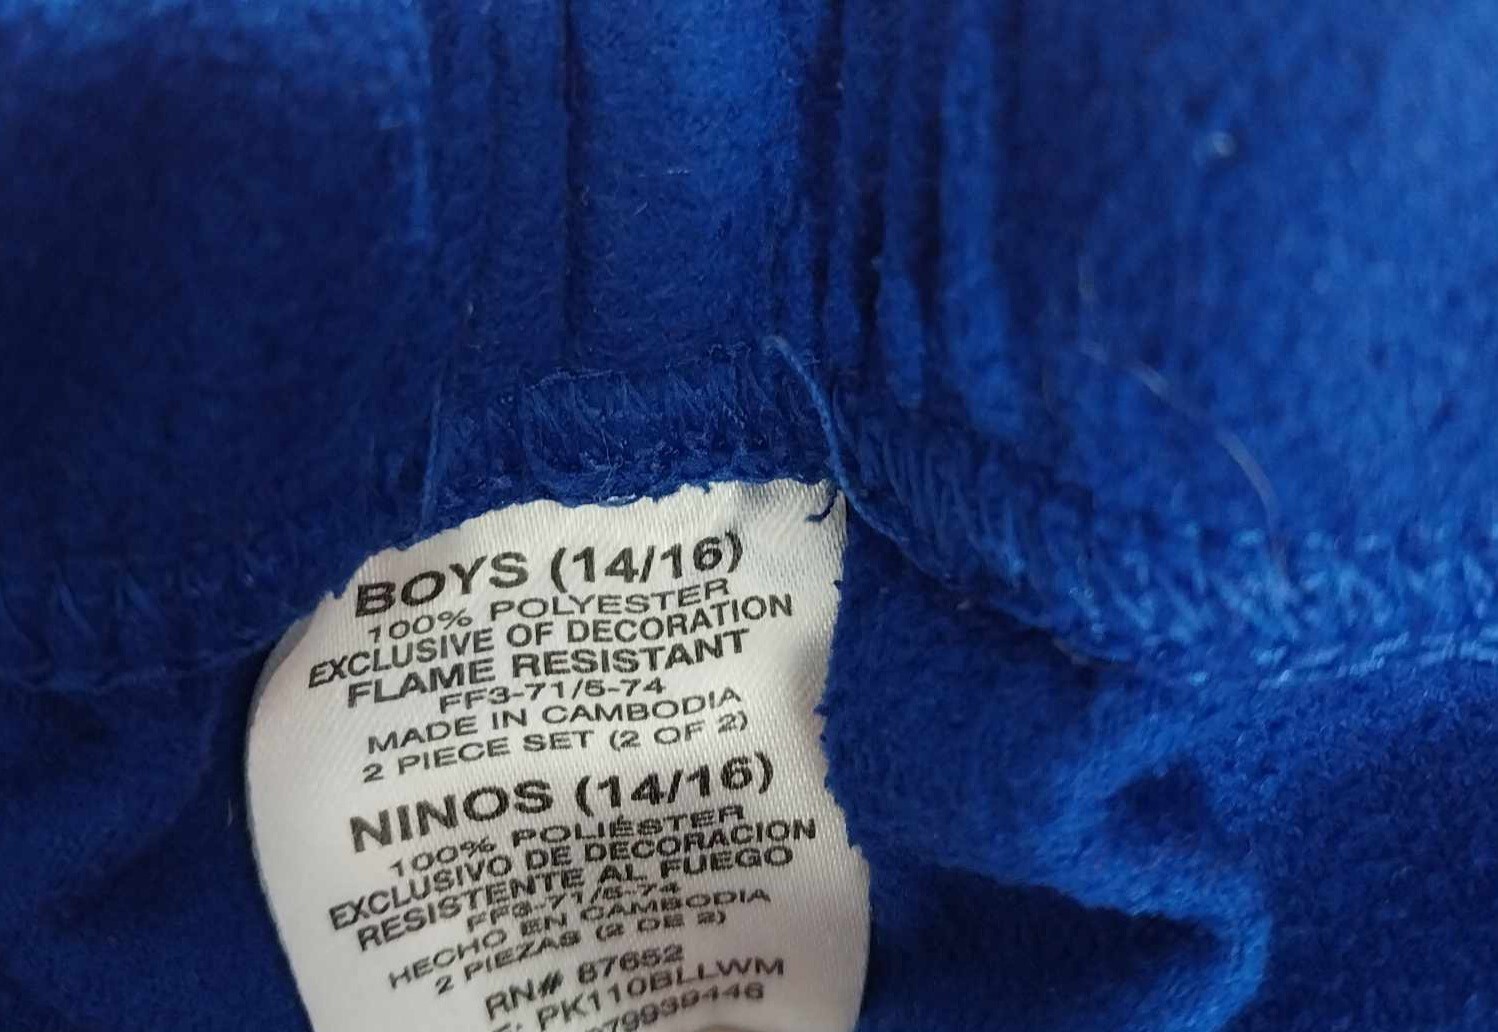 BOYS (14/16)
100% POLYESTER
EXCLUSIVE OF DECORATION
FLAME RESISTANT
FF3-71/5-74
MADE IN CAMBODIA
2 PIECE SET (2 OF 2)
NINOS (14/16)
100% POLIÉSTER
EXCLUSIVO DE DECORACION
RESISTENTE AL FUEGO
FF3-71/5-74
HECHO EN CAMBODIA
2 PIEZAS (2 DE 2)
RN# 87652
PK110BLLWM
79939446